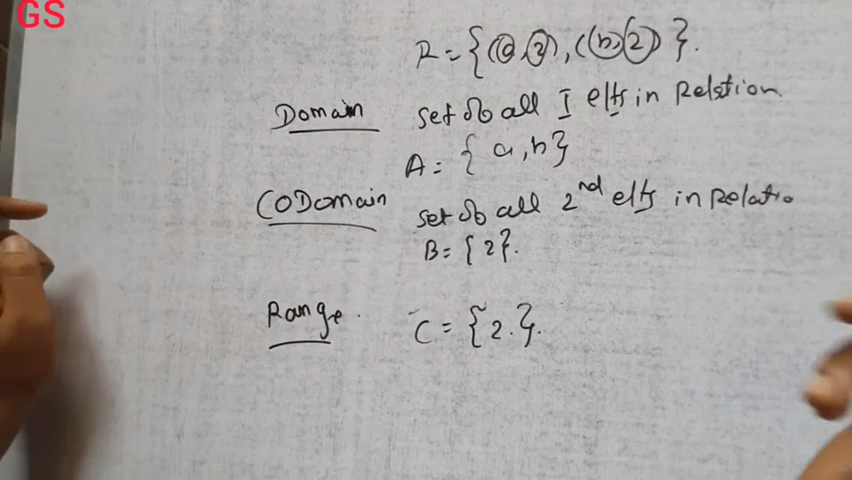 GS
R = {(a, 2), (b, 2)}.
Domain set of all I elts in Relation.
A = {a, b}
CODomain set of all 2nd elts in Relatio
B = {2}.
Range. C = {2.}.